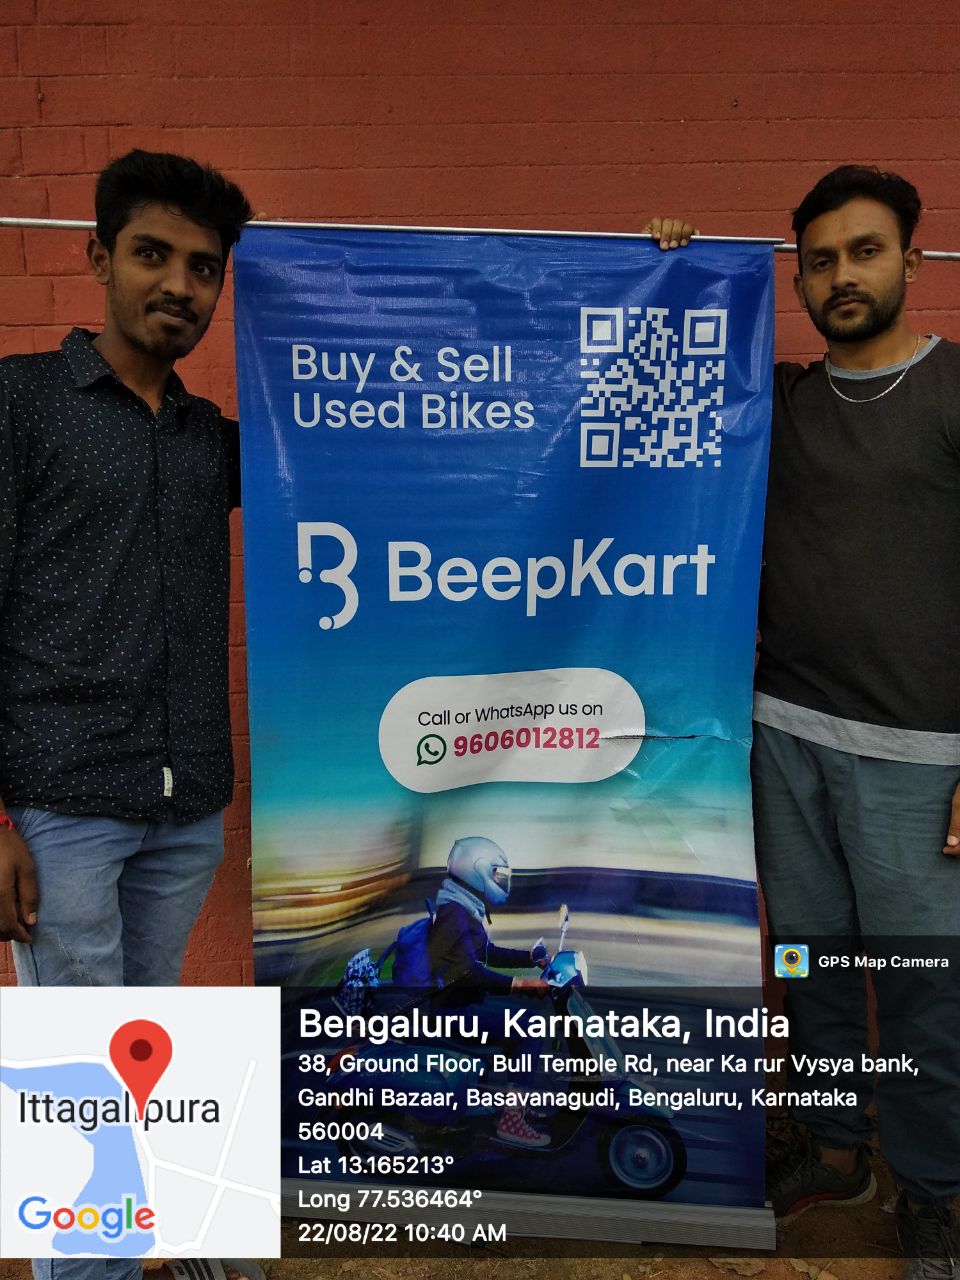 Buy & Sell
Used Bikes
BeepKart
Call or WhatsApp us on
9606012812
GPS Map Camera
Ittagalpura
Google
Bengaluru, Karnataka, India
38, Ground Floor, Bull Temple Rd, near Ka rur Vysya bank,
Gandhi Bazaar, Basavanagudi, Bengaluru, Karnataka
560004
Lat 13.165213°
Long 77.536464°
22/08/22 10:40 AM